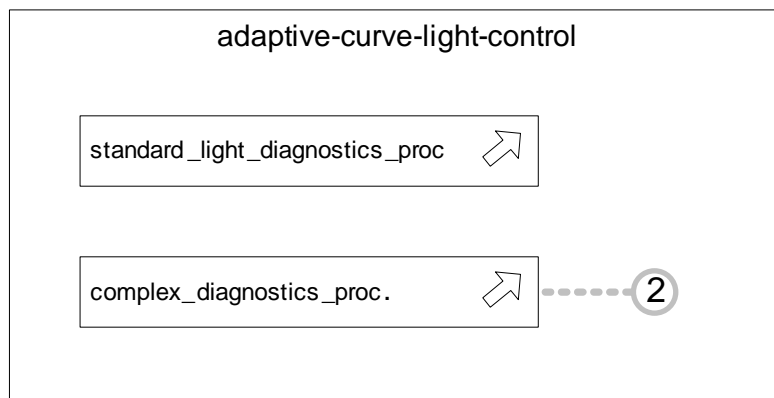 adaptive-curve-light-control
standard_light_diagnostics_proc
complex_diagnostics_proc.
2